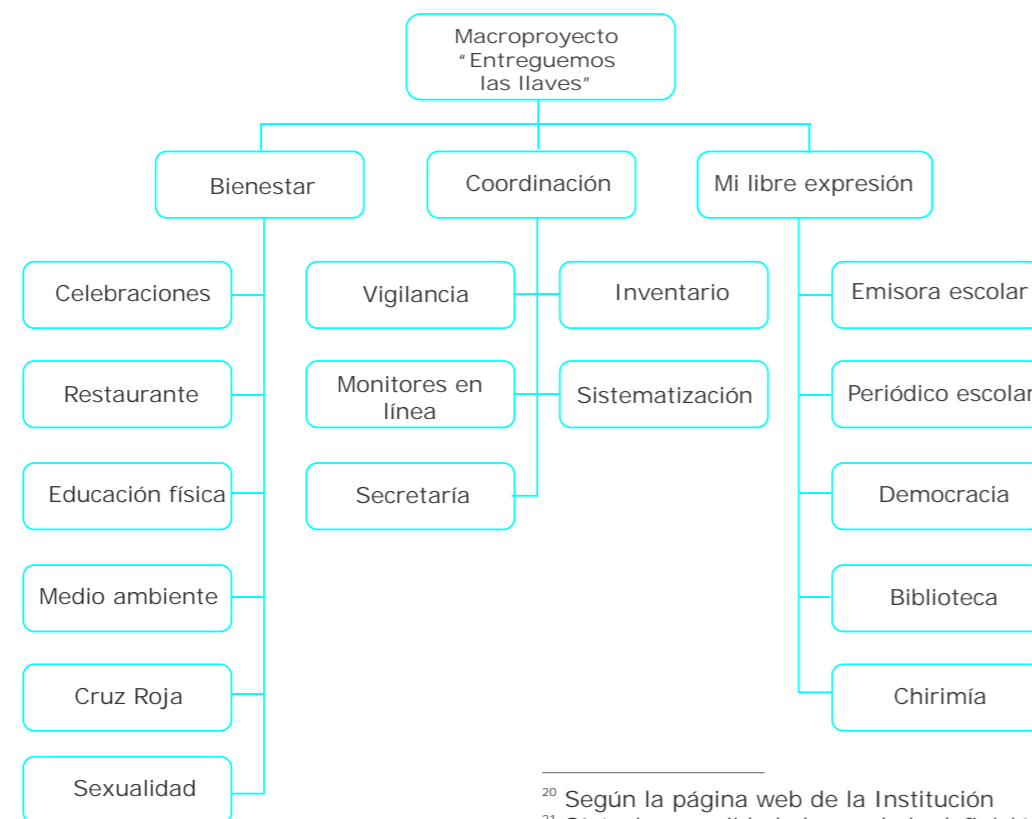 Macroproyecto
"Entreguemos
las llaves"
Bienestar
Coordinación
Mi libre expresión
Celebraciones
Restaurante
Educación física
Medio ambiente
Cruz Roja
Sexualidad
Vigilancia
Inventario
Monitores en
línea
Sistematización
Secretaría
Emisora escolar
Periódico escolar
Democracia
Biblioteca
Chirimía
20 Según la página web de la Institución
21